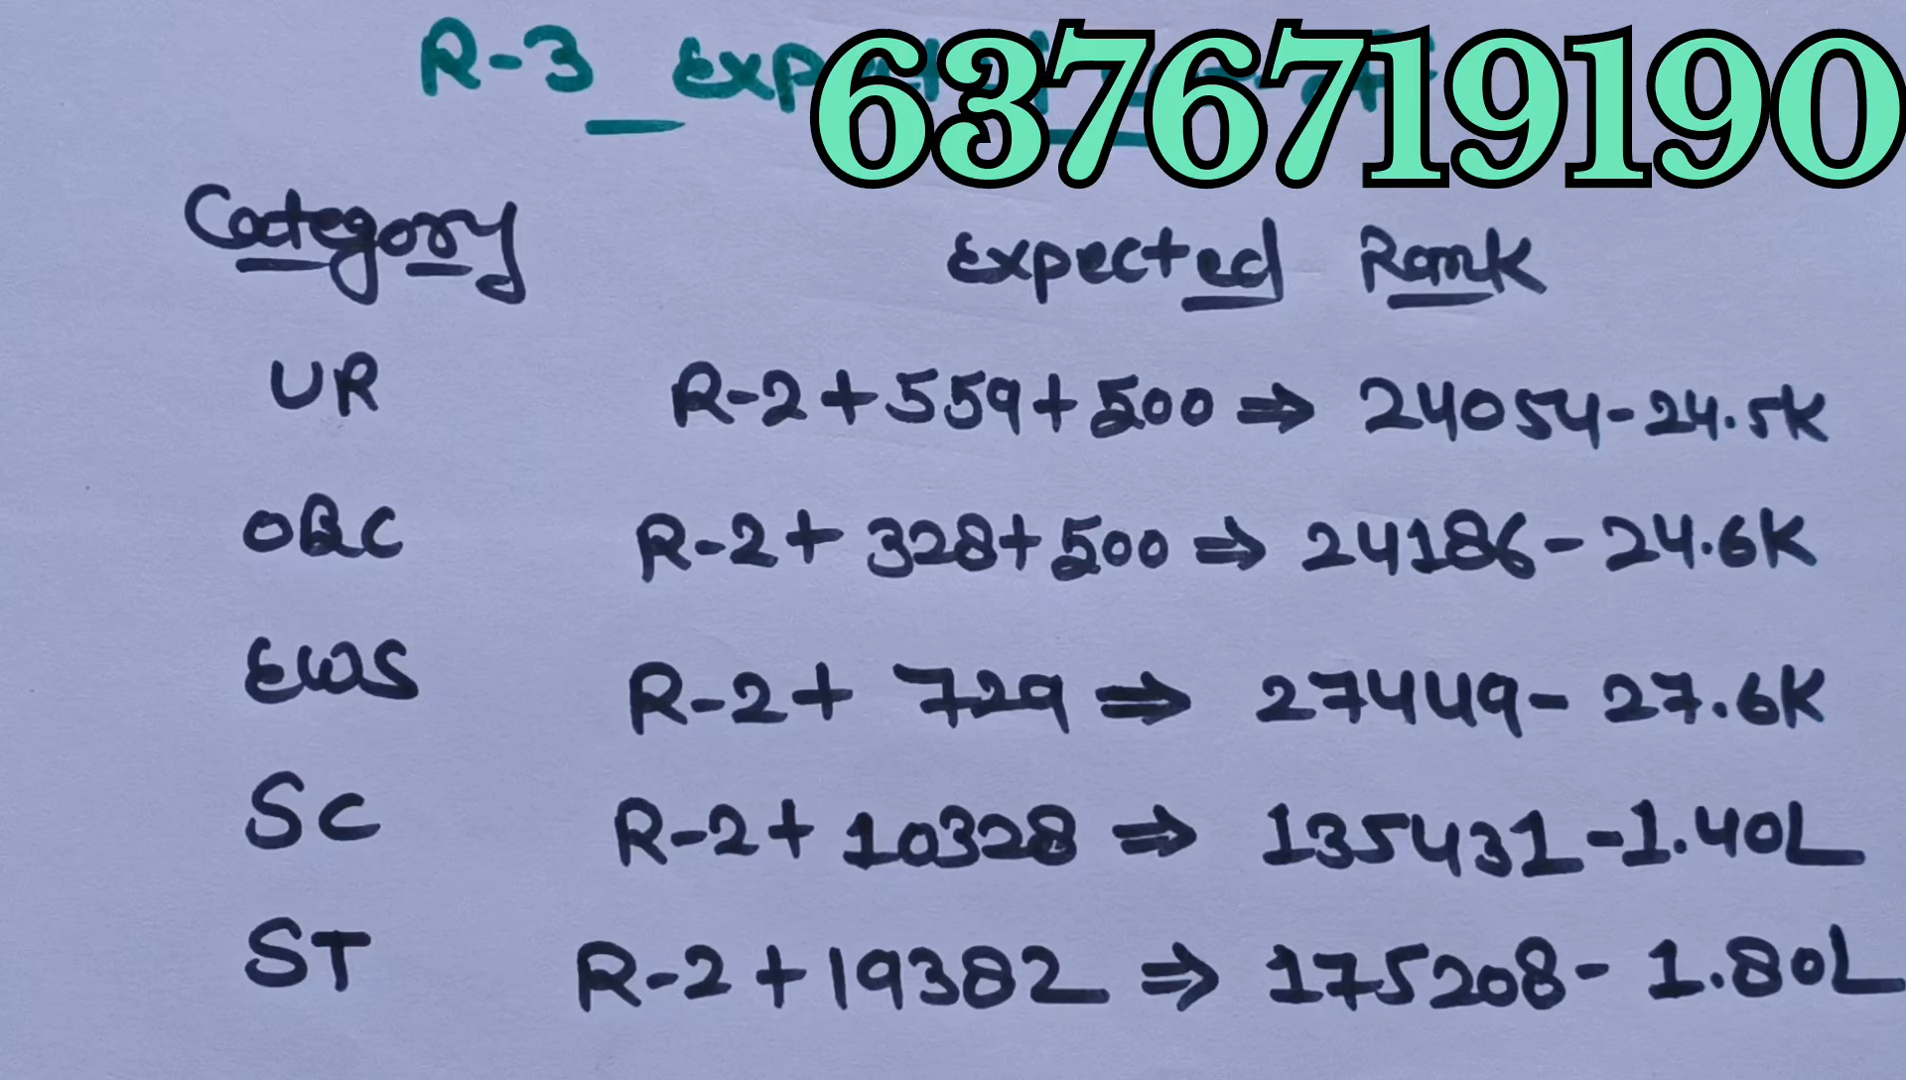 R-3 Expected
6376719190
Category Expected Rank
UR R-2+559+500 ⇒ 24054-24.5K
OBC R-2+328+500 ⇒ 24186-24.6K
EWS R-2+729 ⇒ 27449-27.6K
SC R-2+10328 ⇒ 135431-1.40L
ST R-2+19382 ⇒ 175208-1.80L